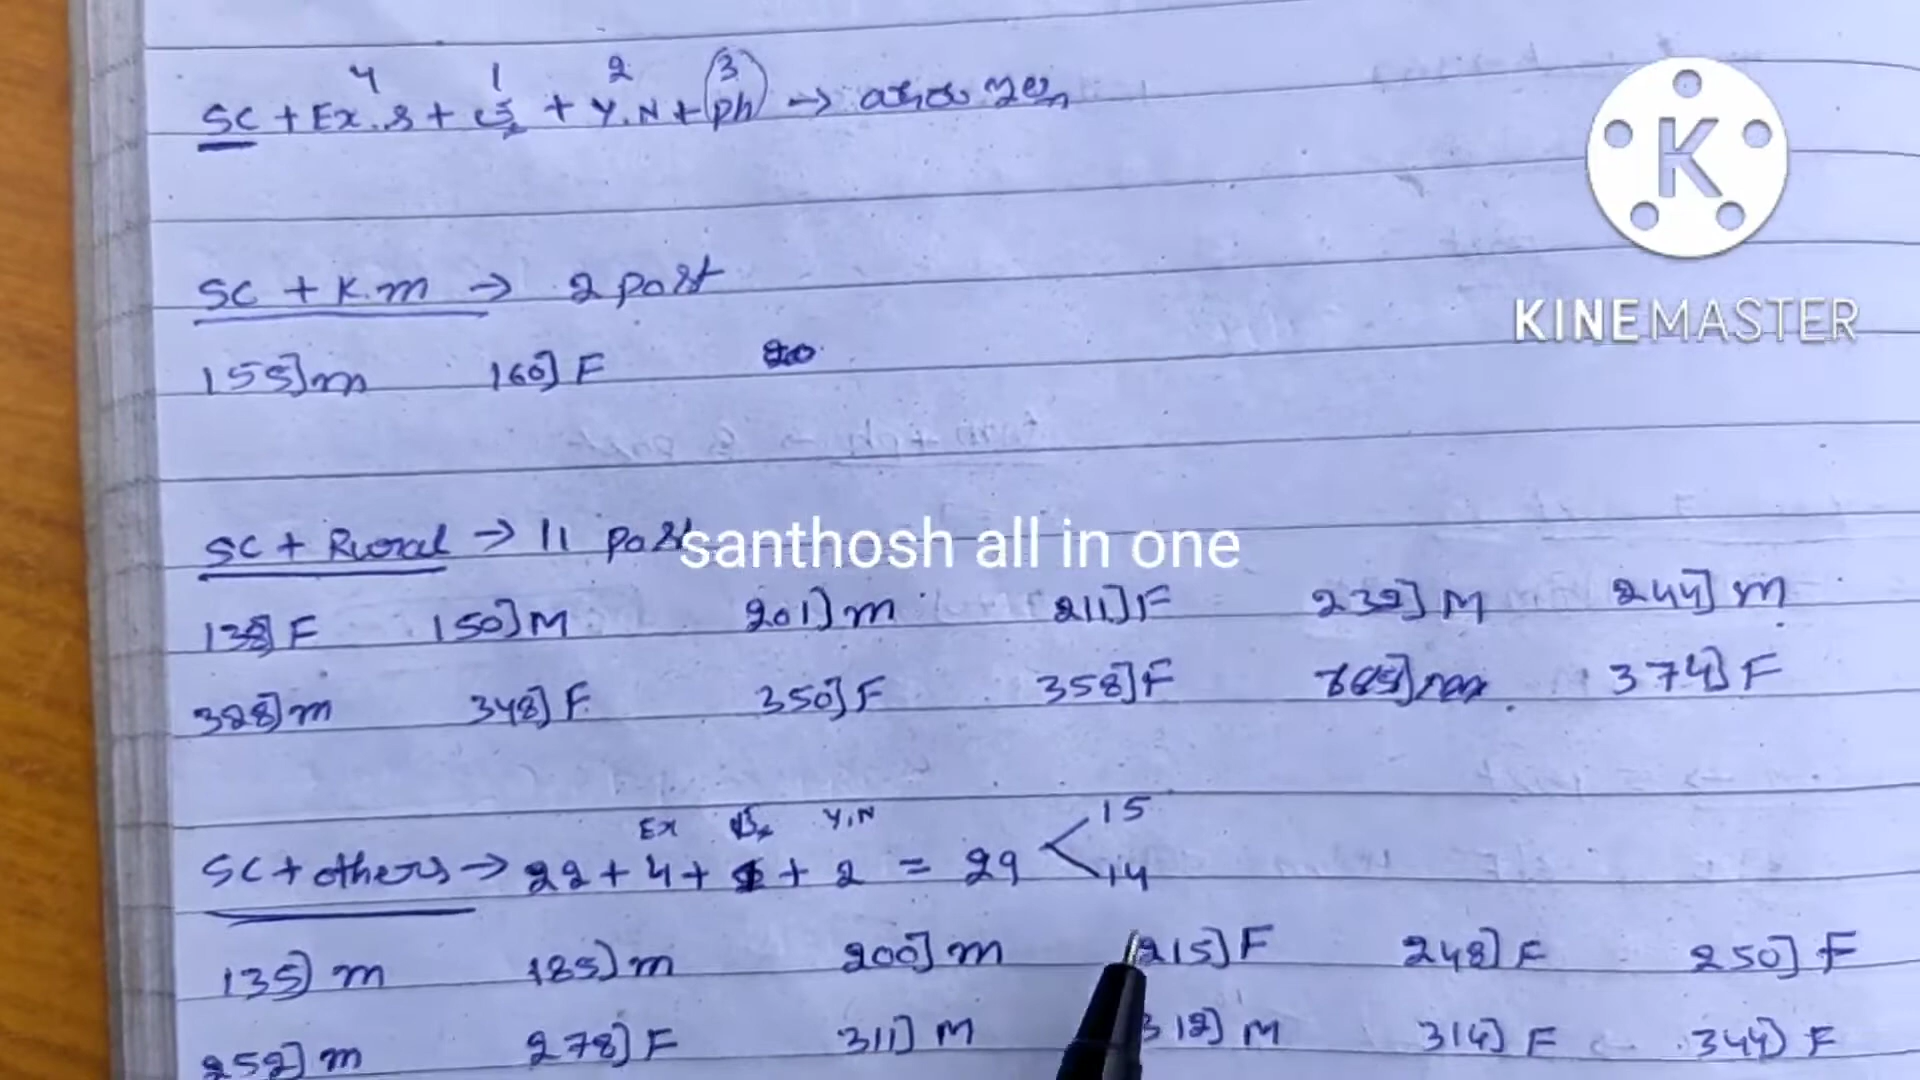 4 1 2 3
SC + Ex.S + + Y.N + Ph →
SC + K.M → 2 Post
155] m 160] F
SC + Rural → 11 Post
138] F 150] M 201] m 211] F 232] M 244] m
328] m 348] F 350] F 358] F 374] F
Ex Y.N 15
SC + others → 22 + 4 + 1 + 2 = 29 14
135] m 185] m 200] m 215] F 248] F 250] F
252] m 278] F 311] M 312] M 314] F 344] F
KINEMASTER
santhosh all in one